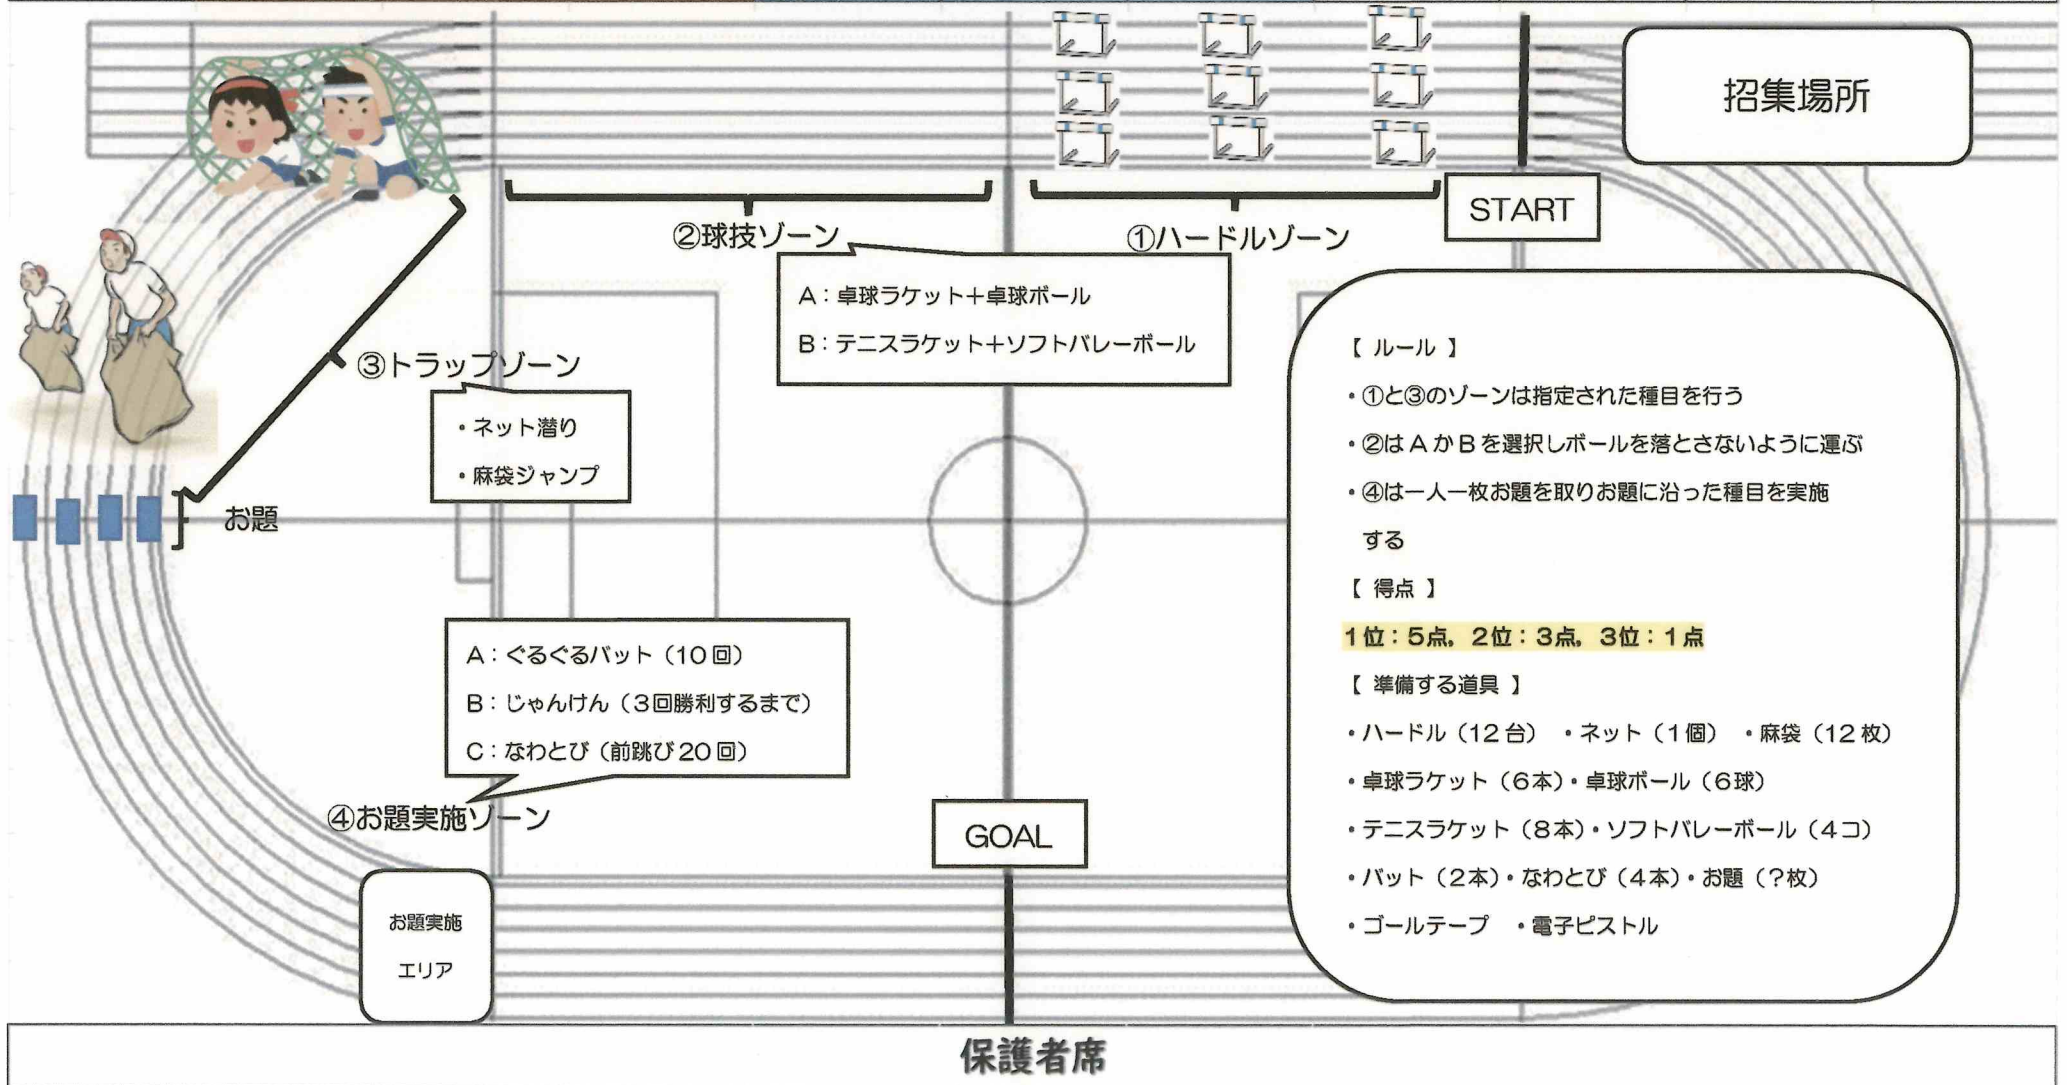 招集場所
START
①ハードルゾーン
②球技ゾーン
A：卓球ラケット＋卓球ボール
B：テニスラケット＋ソフトバレーボール
③トラップゾーン
・ネット潜り
・麻袋ジャンプ
お題
A：ぐるぐるバット（10回）
B：じゃんけん（3回勝利するまで）
C：なわとび（前跳び20回）
④お題実施ゾーン
お題実施
エリア
GOAL
【 ルール 】
・①と③のゾーンは指定された種目を行う
・②はAかBを選択しボールを落とさないように運ぶ
・④は一人一枚お題を取りお題に沿った種目を実施
する
【 得点 】
1位：5点，2位：3点，3位：1点
【 準備する道具 】
・ハードル（12台）　・ネット（1個）　・麻袋（12枚）
・卓球ラケット（6本）・卓球ボール（6球）
・テニスラケット（8本）・ソフトバレーボール（4コ）
・バット（2本）・なわとび（4本）・お題（？枚）
・ゴールテープ　・電子ピストル
保護者席